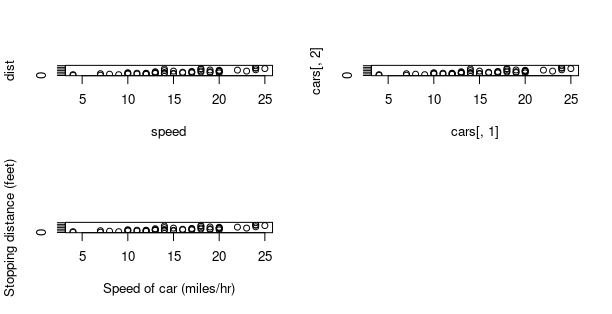 dist
0
5 10 15 20 25
speed
cars[, 2]
0
5 10 15 20 25
cars[, 1]
Stopping distance (feet)
0
5 10 15 20 25
Speed of car (miles/hr)